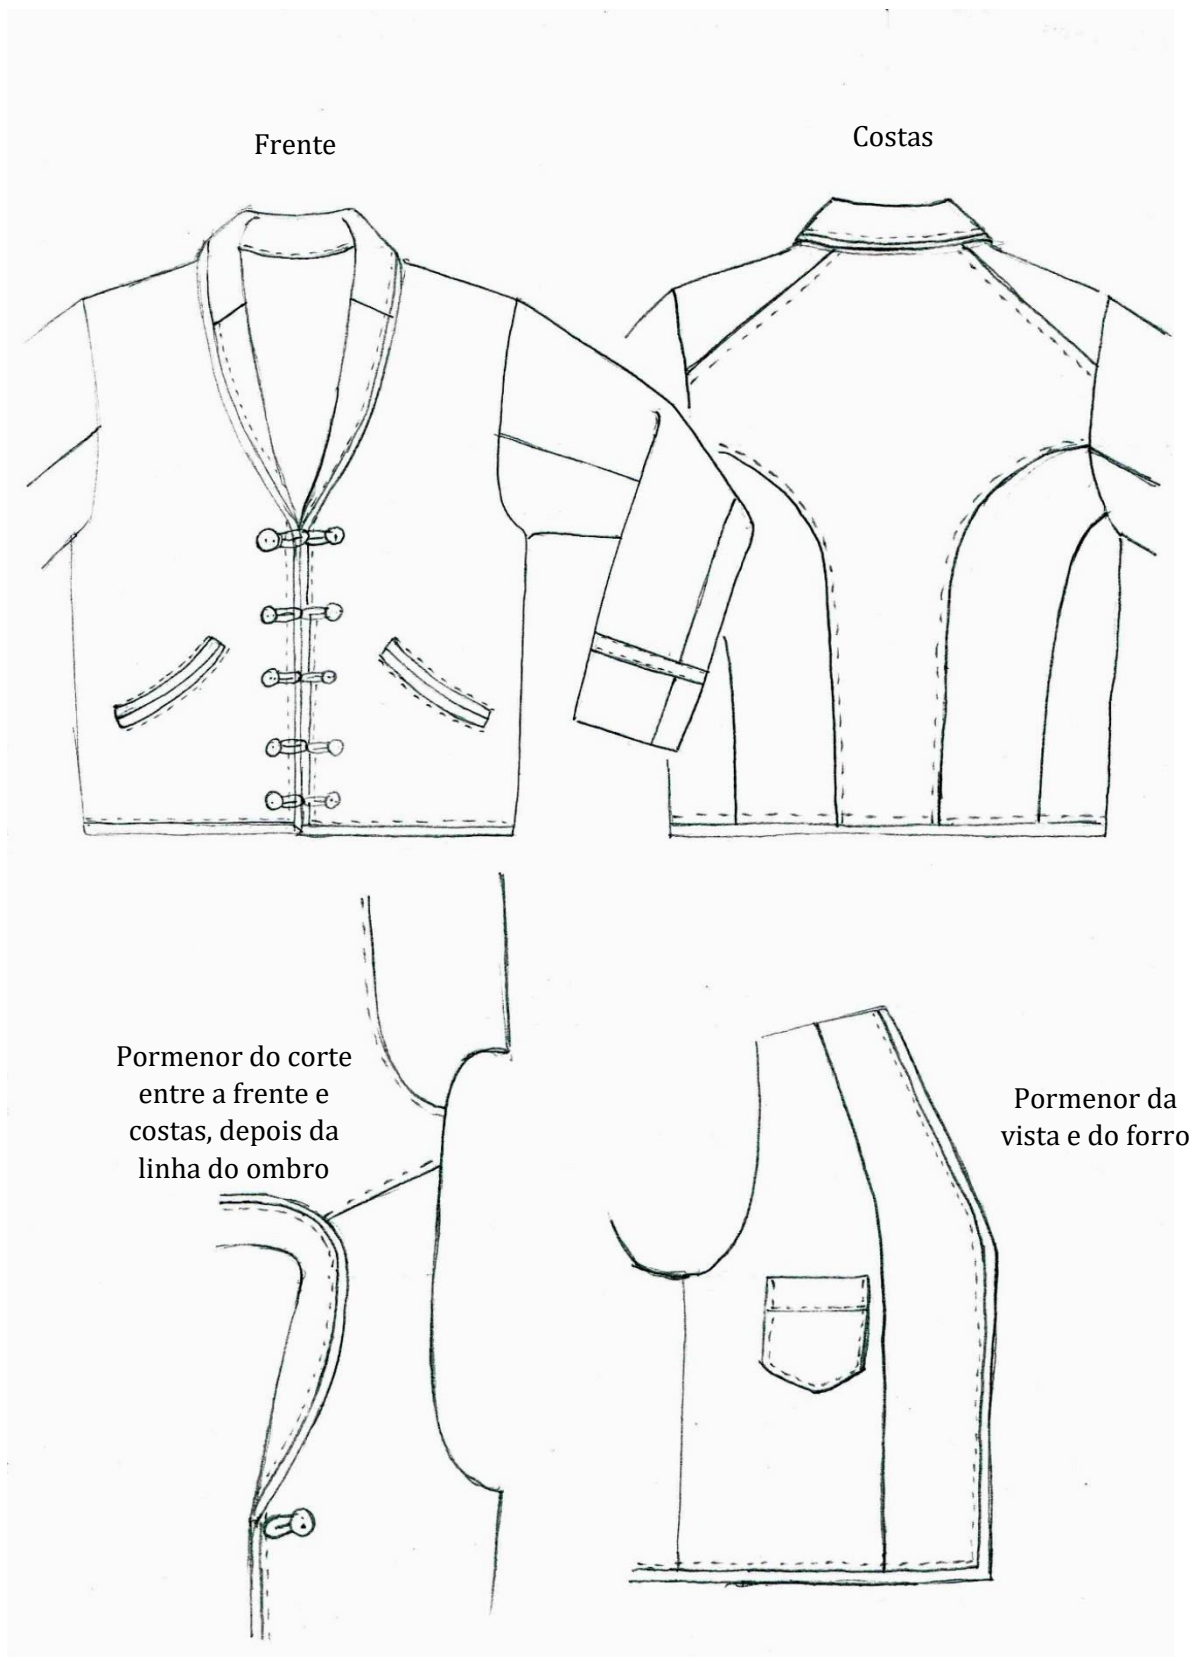 Frente
Costas
Pormenor do corte
entre a frente e
costas, depois da
linha do ombro
Pormenor da
vista e do forro